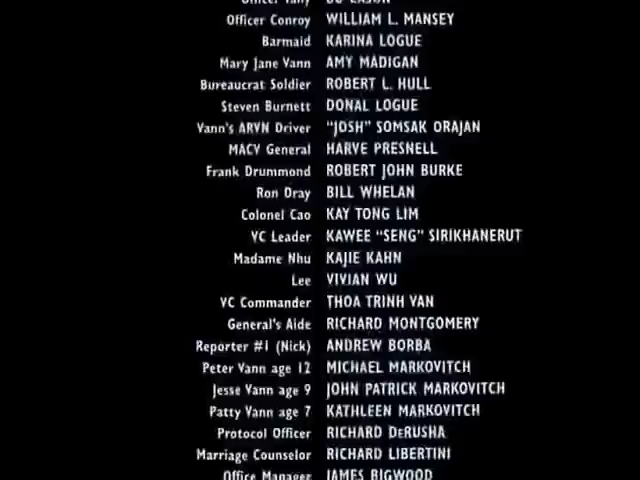 Officer Conroy WILLIAM L. MANSEY
Barmaid KARINA LOGUE
Mary Jane Vann AMY MADIGAN
Bureaucrat Soldier ROBERT L. HULL
Steven Burnett DONAL LOGUE
Vann's ARVN Driver "JOSH" SOMSAK ORAJAN
MACV General HARVE PRESNELL
Frank Drummond ROBERT JOHN BURKE
Ron Dray BILL WHELAN
Colonel Cao KAY TONG LIM
VC Leader KAWEE "SENG" SIRIKHANERUT
Madame Nhu KAJIE KAHN
Lee VIVIAN WU
VC Commander THOA TRINH VAN
General's Aide RICHARD MONTGOMERY
Reporter #1 (Nick) ANDREW BORBA
Peter Vann age 12 MICHAEL MARKOVITCH
Jesse Vann age 9 JOHN PATRICK MARKOVITCH
Patty Vann age 7 KATHLEEN MARKOVITCH
Protocol Officer RICHARD DeRUSHA
Marriage Counselor RICHARD LIBERTINI
Office Manager JAMES BIGWOOD